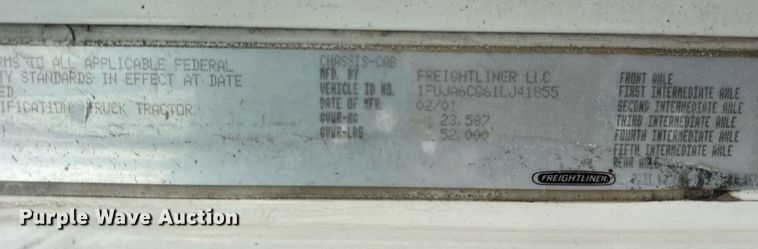 RMS TO ALL APPLICABLE FEDERAL
TY STANDARDS IN EFFECT AT DATE
ED
IFICATION: TRUCK TRACTOR
CHASSIS-CAB
MFD. BY FREIGHTLINER LLC
VEHICLE ID NO. 1FUJA6CG61LJ41855
DATE OF MFR. 02/01
GVWR-KG 23,587
GVWR-LBS 52,000
FRONT AXLE
FIRST INTERMEDIATE AXLE
SECOND INTERMEDIATE AXLE
THIRD INTERMEDIATE AXLE
FOURTH INTERMEDIATE AXLE
FIFTH INTERMEDIATE AXLE
REAR AXLE
FREIGHTLINER
Purple Wave Auction